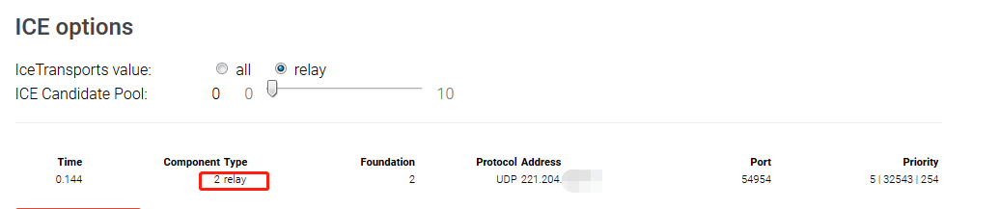 ICE options
IceTransports value: all relay
ICE Candidate Pool: 0 0 10
Time Component Type Foundation Protocol Address Port Priority
0.144 2 relay 2 UDP 221.204. 54954 5 | 32543 | 254